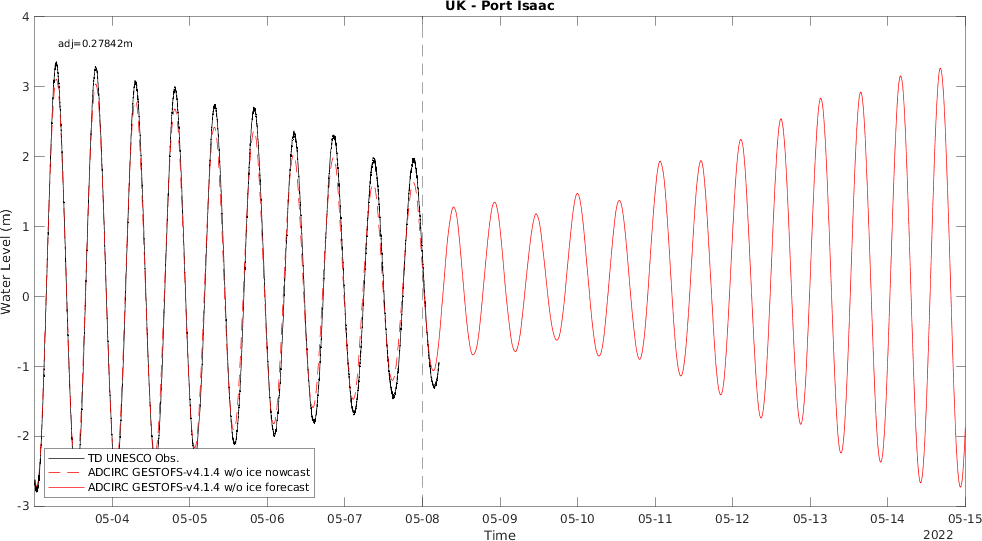 UK - Port Isaac
adj=0.27842m
4
3
2
1
0
-1
-2
-3
Water Level (m)
TD UNESCO Obs.
ADCIRC GESTOFS-v4.1.4 w/o ice nowcast
ADCIRC GESTOFS-v4.1.4 w/o ice forecast
05-04 05-05 05-06 05-07 05-08 05-09 05-10 05-11 05-12 05-13 05-14 05-15
Time
2022